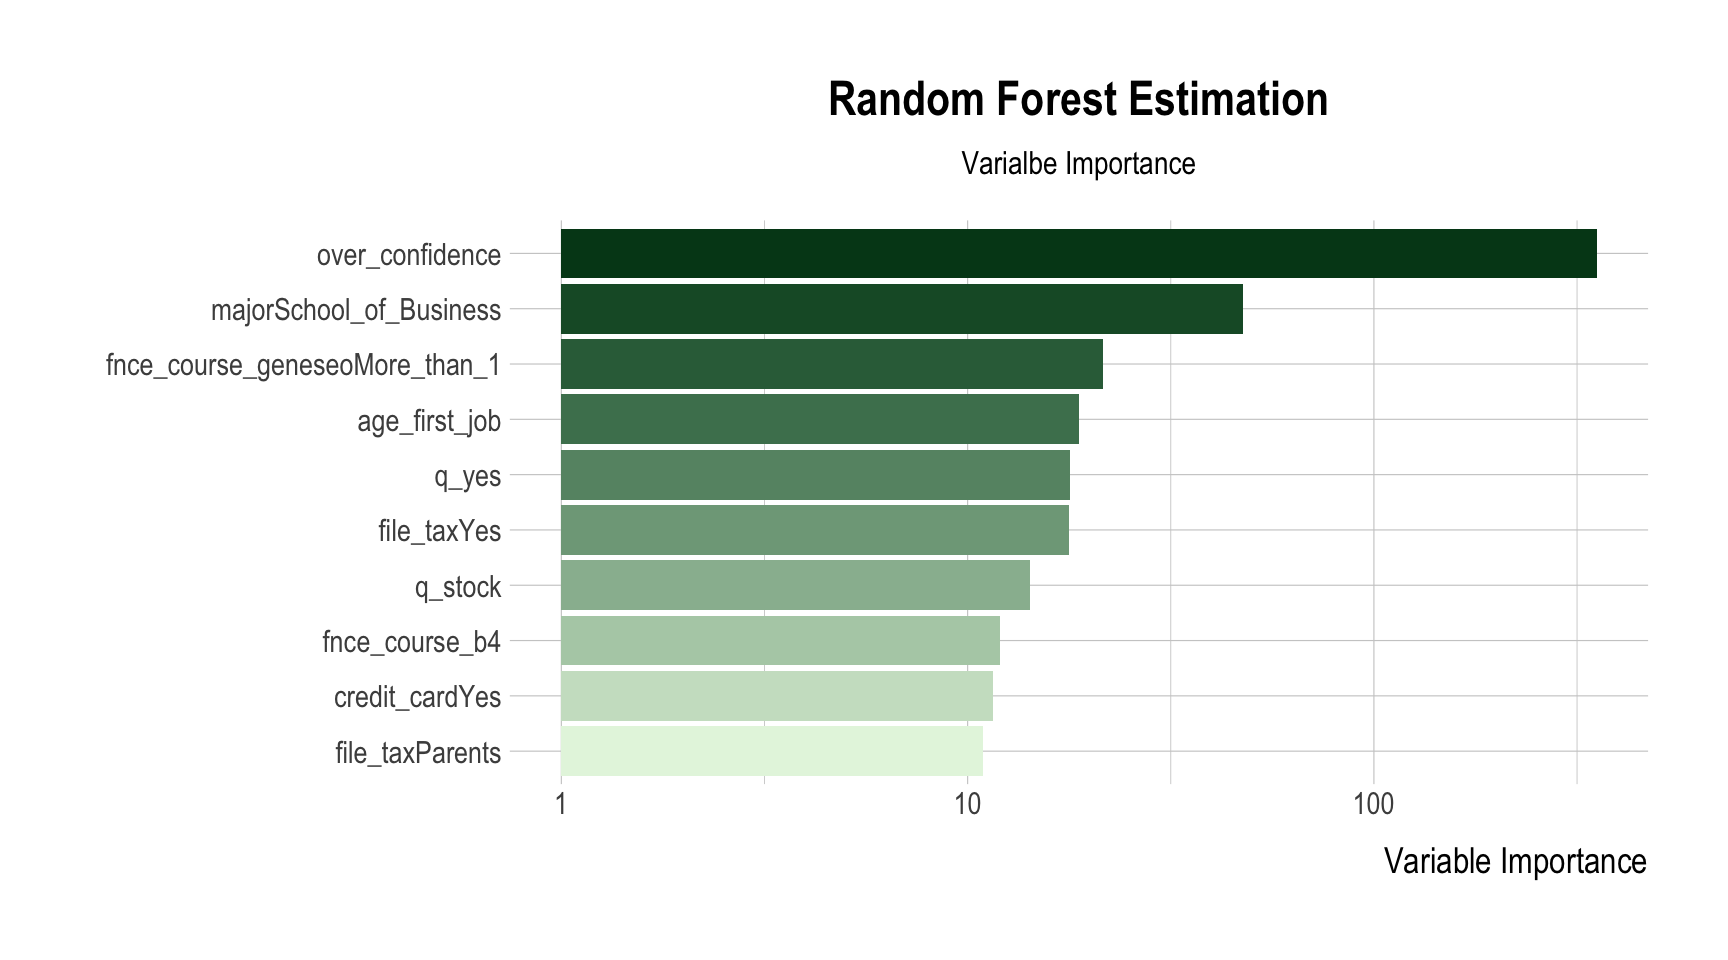 Random Forest Estimation
Varialbe Importance
over_confidence
majorSchool_of_Business
fnce_course_geneseoMore_than_1
age_first_job
q_yes
file_taxYes
q_stock
fnce_course_b4
credit_cardYes
file_taxParents
1 10 100
Variable Importance